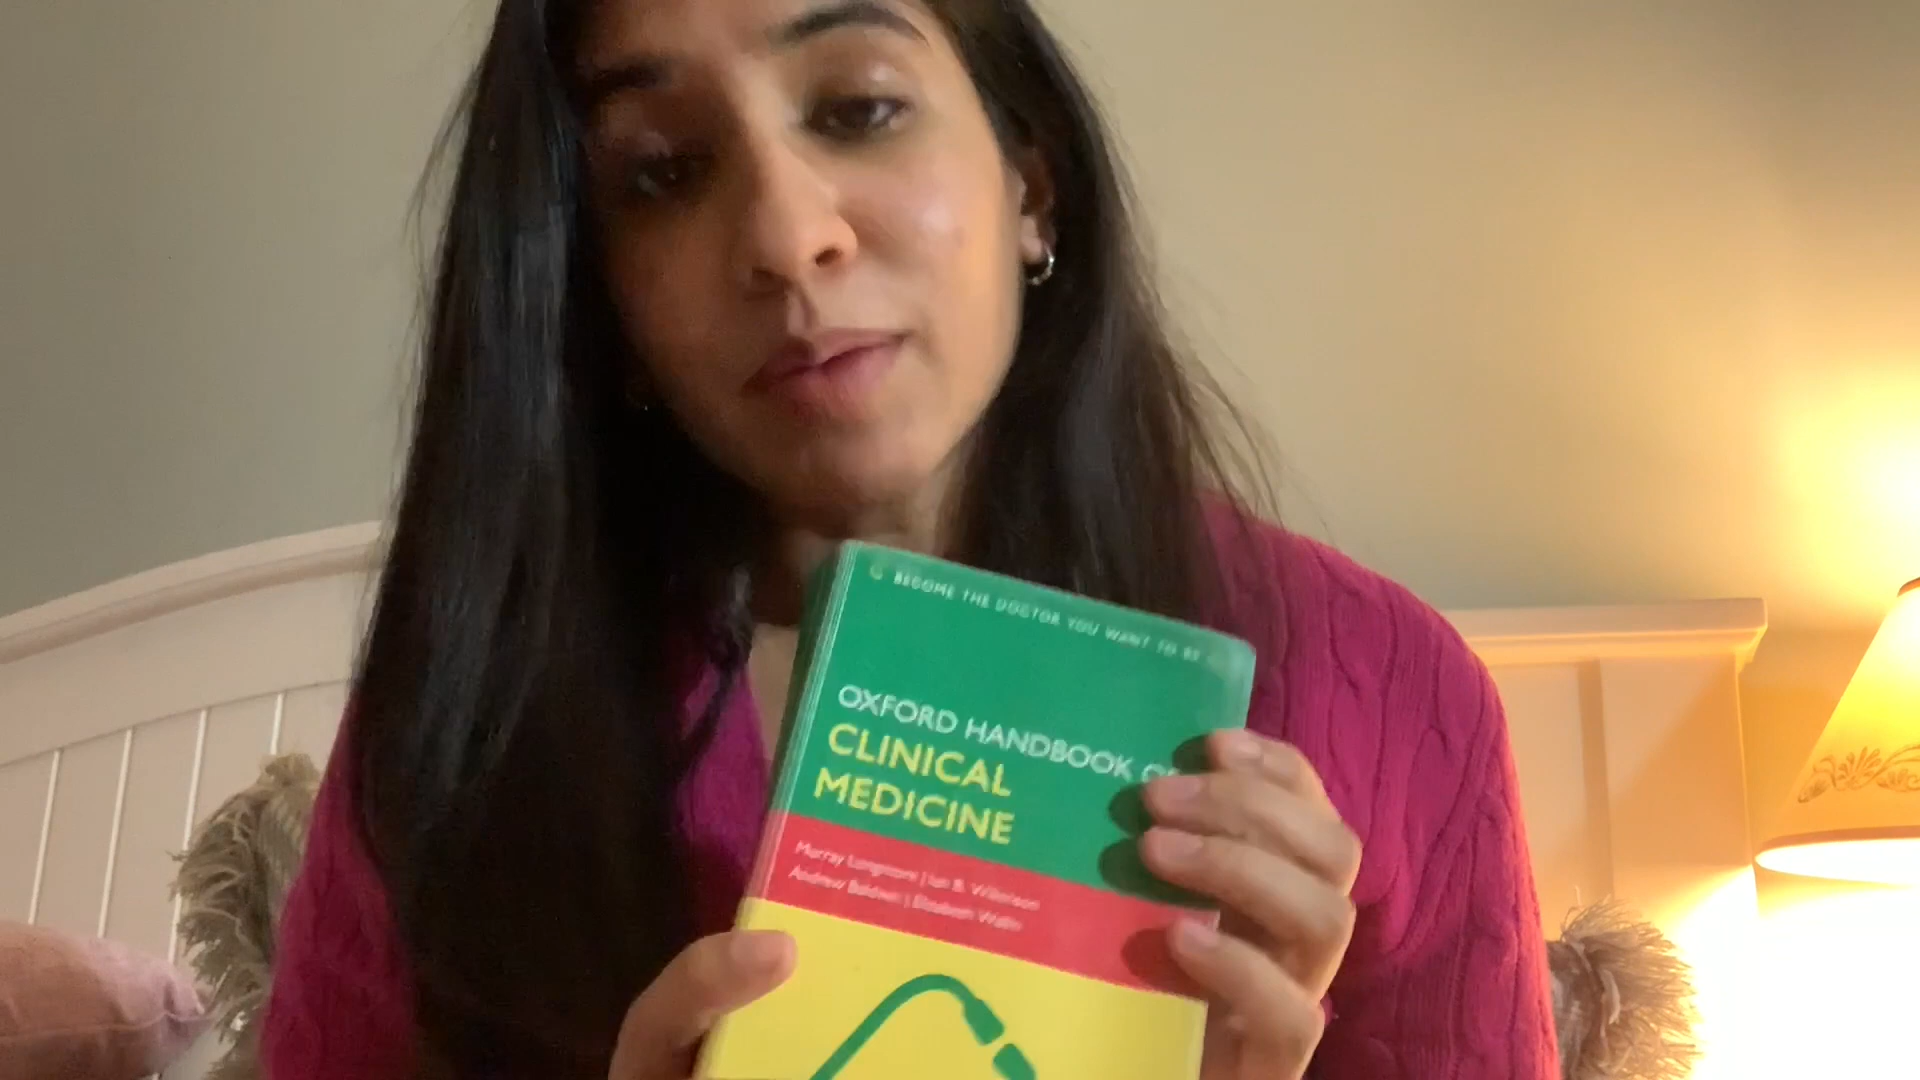 BECOME THE DOCTOR YOU WANT TO BE
OXFORD HANDBOOK OF
CLINICAL
MEDICINE
Murray Longmore | Ian B. Wilkinson
Andrew Baldwin | Elizabeth Wallin